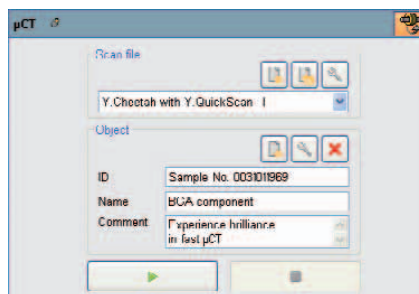 µCT
Scan file
Y.Cheetah with Y.QuickScan
Object
ID
Sample No. 0031011969
Name
BGA component
Comment
Experience brilliance
in fast µCT